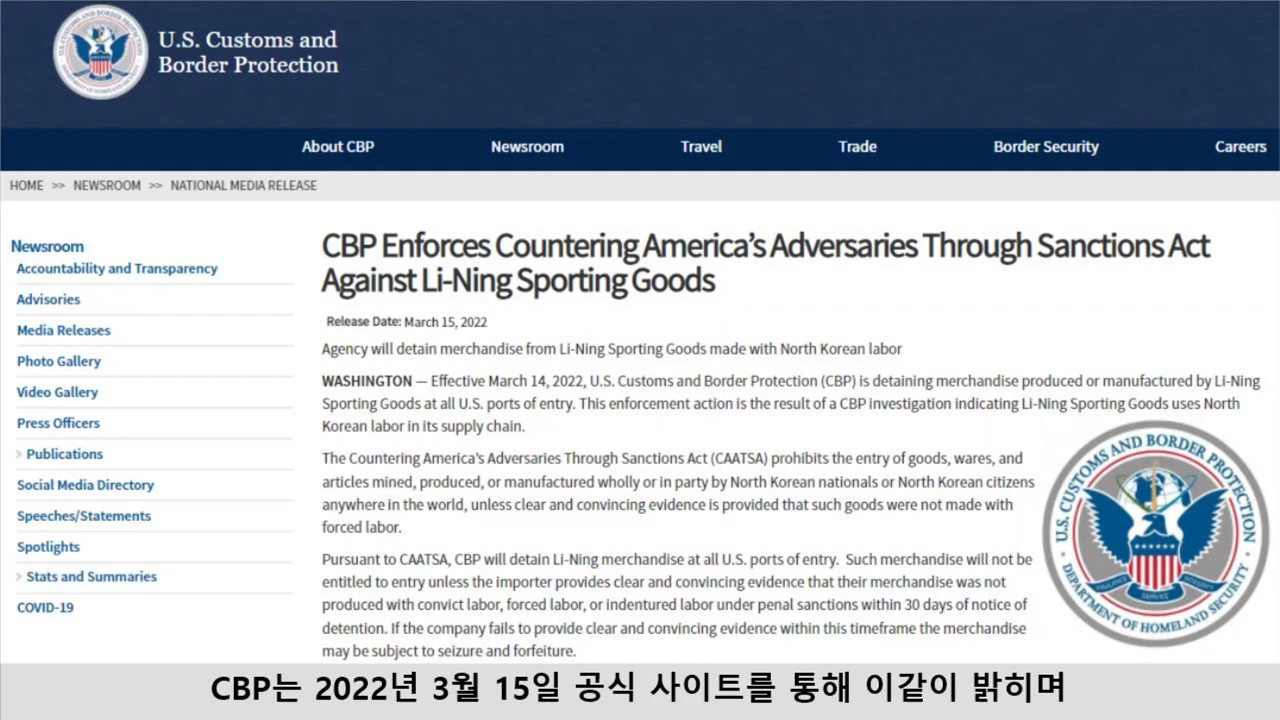 U.S. Customs and
Border Protection
About CBP Newsroom Travel Trade Border Security Careers
HOME >> NEWSROOM >> NATIONAL MEDIA RELEASE
Newsroom
Accountability and Transparency
Advisories
Media Releases
Photo Gallery
Video Gallery
Press Officers
Publications
Social Media Directory
Speeches/Statements
Spotlights
Stats and Summaries
COVID-19
CBP Enforces Countering America's Adversaries Through Sanctions Act
Against Li-Ning Sporting Goods
Release Date: March 15, 2022
Agency will detain merchandise from Li-Ning Sporting Goods made with North Korean labor
WASHINGTON — Effective March 14, 2022, U.S. Customs and Border Protection (CBP) is detaining merchandise produced or manufactured by Li-Ning
Sporting Goods at all U.S. ports of entry. This enforcement action is the result of a CBP investigation indicating Li-Ning Sporting Goods uses North
Korean labor in its supply chain.
The Countering America's Adversaries Through Sanctions Act (CAATSA) prohibits the entry of goods, wares, and
articles mined, produced, or manufactured wholly or in party by North Korean nationals or North Korean citizens
anywhere in the world, unless clear and convincing evidence is provided that such goods were not made with
forced labor.
Pursuant to CAATSA, CBP will detain Li-Ning merchandise at all U.S. ports of entry. Such merchandise will not be
entitled to entry unless the importer provides clear and convincing evidence that their merchandise was not
produced with convict labor, forced labor, or indentured labor under penal sanctions within 30 days of notice of
detention. If the company fails to provide clear and convincing evidence within this timeframe the merchandise
may be subject to seizure and forfeiture.
U.S. CUSTOMS AND BORDER PROTECTION
VIGILANCE SERVICE INTEGRITY
DEPARTMENT OF HOMELAND SECURITY
CBP는 2022년 3월 15일 공식 사이트를 통해 이같이 밝히며